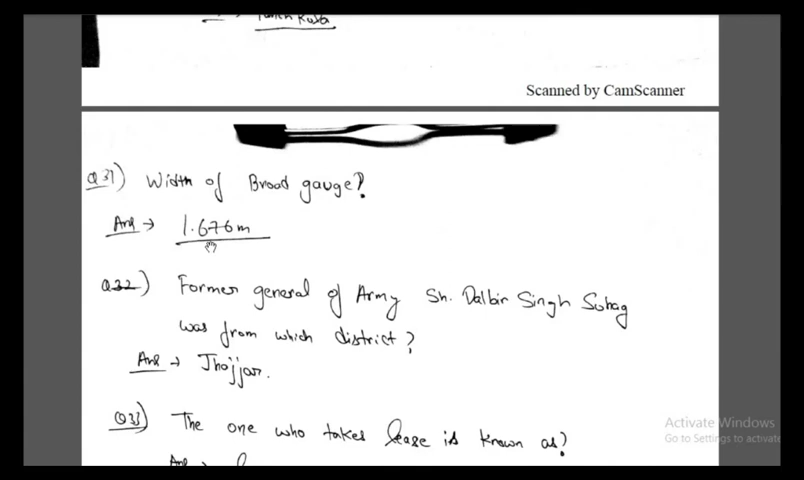 Scanned by CamScanner
Q31) Width of Broad gauge?
Ans → 1.676m
Q32) Former general of Army Sh. Dalbir Singh Suhag
was from which district?
Ans → Jhajjar.
Q33) The one who takes lease is known as?
Ans →
Activate Windows
Go to Settings to activate